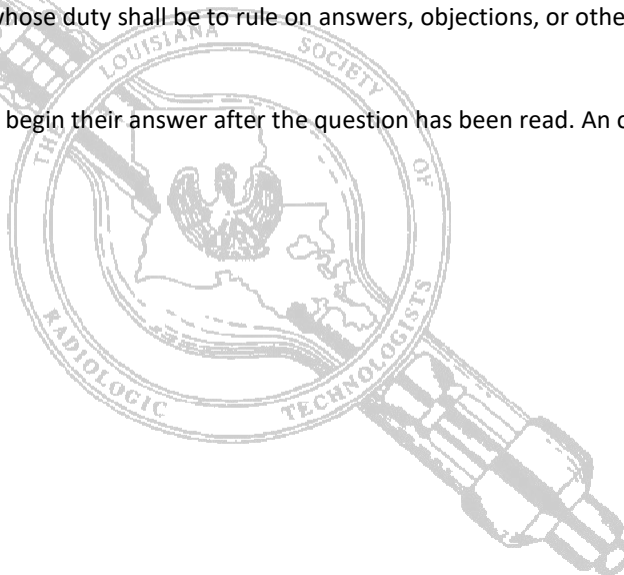 whose duty shall be to rule on answers, objections, or othe
begin their answer after the question has been read. An
THE LOUISIANA SOCIETY OF
RADIOLOGIC TECHNOLOGISTS